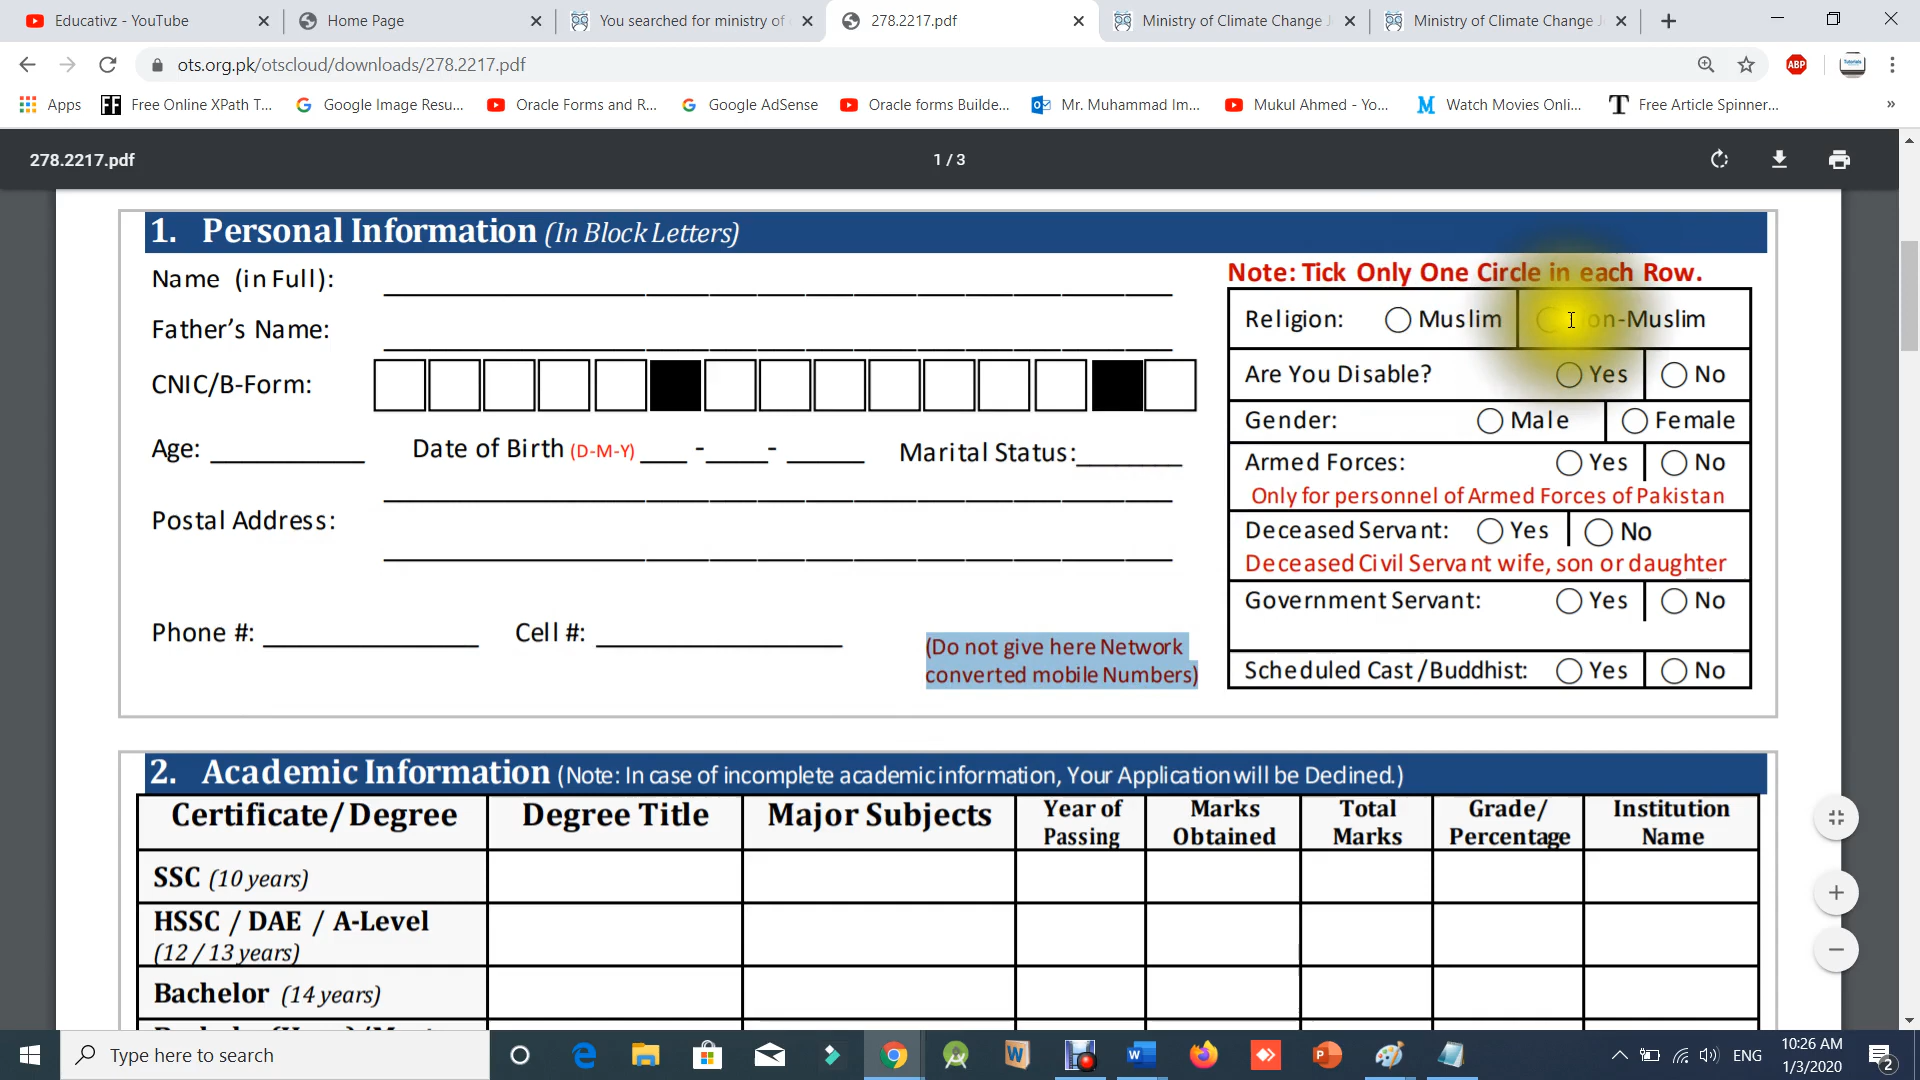 Educativz - YouTube
Home Page
You searched for ministry of
278.2217.pdf
Ministry of Climate Change
Ministry of Climate Change
ots.org.pk/otscloud/downloads/278.2217.pdf
ABP
Apps
FF
Free Online XPath T...
Google Image Resu...
Oracle Forms and R...
Google AdSense
Oracle forms Builde...
Mr. Muhammad Im...
Mukul Ahmed - Yo...
Watch Movies Onli...
Free Article Spinner...
»
278.2217.pdf
1 / 3
1. Personal Information (In Block Letters)
Name (in Full):
Father's Name:
CNIC/B-Form:
Age: Date of Birth (D-M-Y) - - Marital Status:
Postal Address:
Phone #: Cell #:
(Do not give here Network
converted mobile Numbers)
Note: Tick Only One Circle in each Row.
Religion: Muslim Non-Muslim
Are You Disable? Yes No
Gender: Male Female
Armed Forces: Yes No
Only for personnel of Armed Forces of Pakistan
Deceased Servant: Yes No
Deceased Civil Servant wife, son or daughter
Government Servant: Yes No
Scheduled Cast /Buddhist: Yes No
2. Academic Information (Note: In case of incomplete academic information, Your Application will be Declined.)
Certificate/Degree Degree Title Major Subjects Year of Passing Marks Obtained Total Marks Grade/Percentage Institution Name
SSC (10 years)
HSSC / DAE / A-Level
(12 / 13 years)
Bachelor (14 years)
Type here to search
ENG
10:26 AM
1/3/2020
2